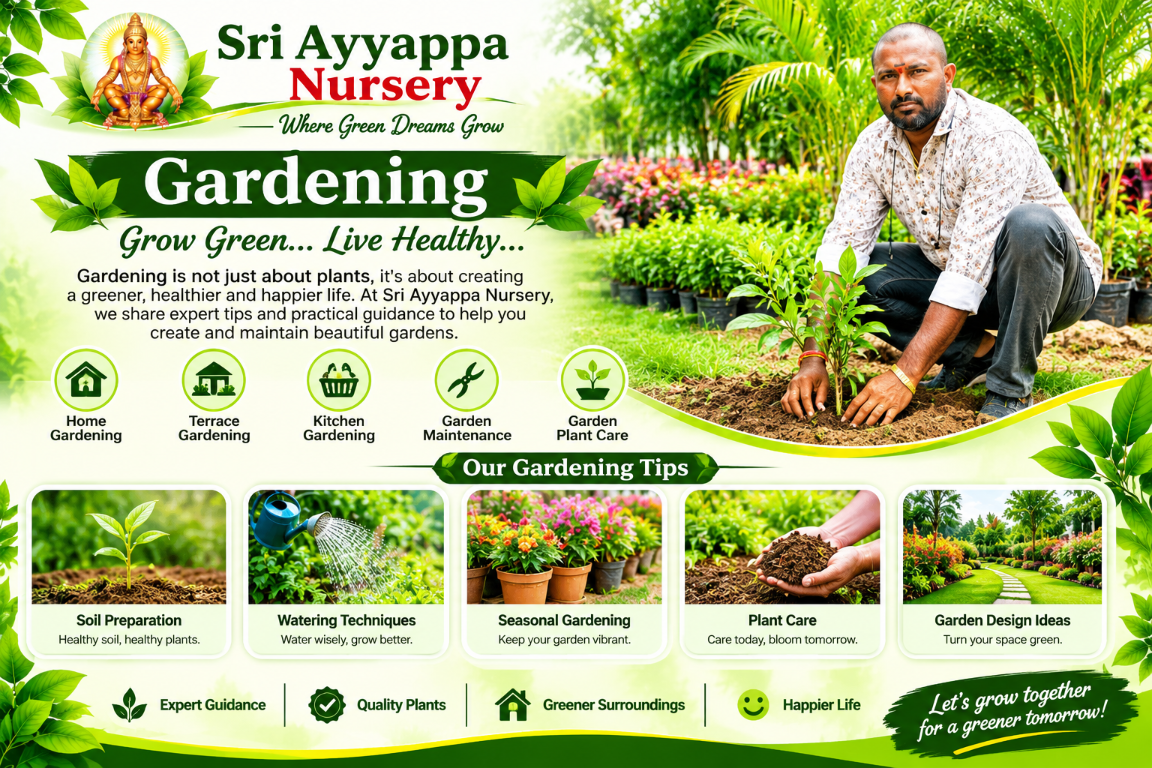 Sri Ayyappa
Nursery
Where Green Dreams Grow
Gardening
Grow Green... Live Healthy...
Gardening is not just about plants, it's about creating
a greener, healthier and happier life. At Sri Ayyappa Nursery,
we share expert tips and practical guidance to help you
create and maintain beautiful gardens.
Home
Gardening
Terrace
Gardening
Kitchen
Gardening
Garden
Maintenance
Garden
Plant Care
Our Gardening Tips
Soil Preparation
Healthy soil, healthy plants.
Watering Techniques
Water wisely, grow better.
Seasonal Gardening
Keep your garden vibrant.
Plant Care
Care today, bloom tomorrow.
Garden Design Ideas
Turn your space green.
Expert Guidance
Quality Plants
Greener Surroundings
Happier Life
Let's grow together
for a greener tomorrow!